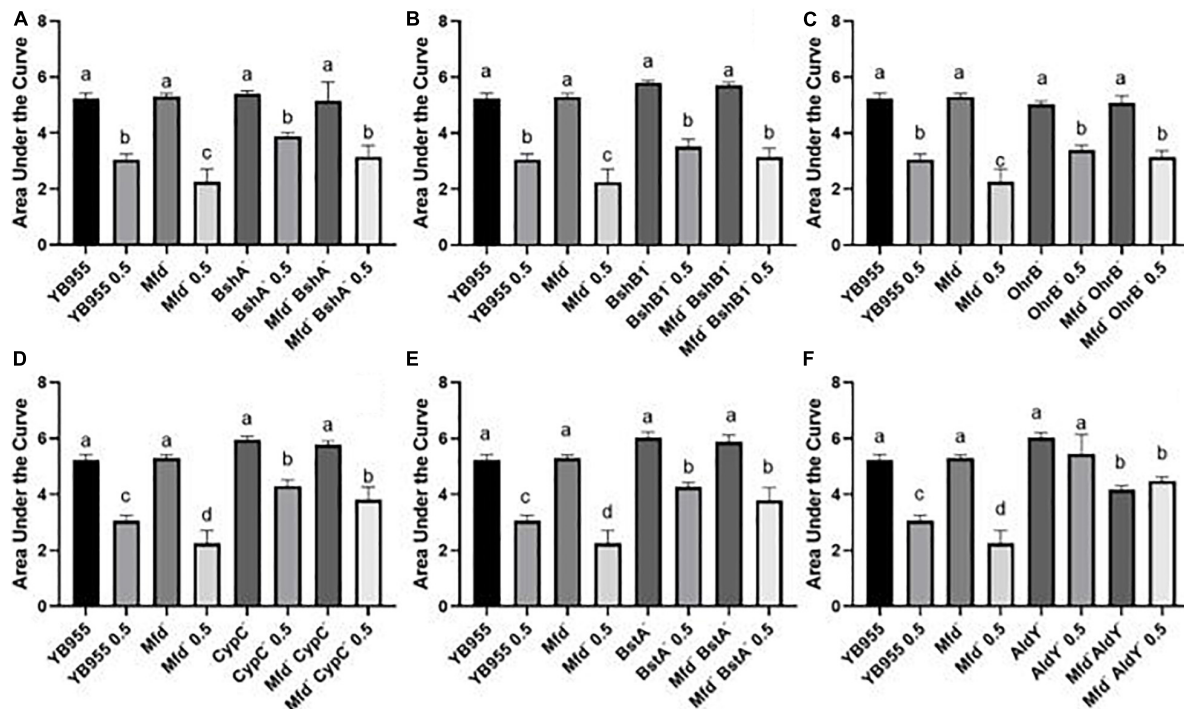 A
Area Under the Curve
8
6
4
2
0
a
b
a
c
a
b
a
b
YB955
YB955 0.5
Mfd-
Mfd- 0.5
BshA-
BshA- 0.5
Mfd- BshA-
Mfd- BshA- 0.5
B
Area Under the Curve
8
6
4
2
0
a
b
a
c
a
b
a
b
YB955
YB955 0.5
Mfd-
Mfd- 0.5
BshB1-
BshB1- 0.5
Mfd- BshB1-
Mfd- BshB1- 0.5
C
Area Under the Curve
8
6
4
2
0
a
b
a
c
a
b
a
b
YB955
YB955 0.5
Mfd-
Mfd- 0.5
OhrB-
OhrB- 0.5
Mfd- OhrB-
Mfd- OhrB- 0.5
D
Area Under the Curve
8
6
4
2
0
a
c
a
d
a
b
a
b
YB955
YB955 0.5
Mfd-
Mfd- 0.5
CypC-
CypC- 0.5
Mfd- CypC-
Mfd- CypC- 0.5
E
Area Under the Curve
8
6
4
2
0
a
c
a
d
a
b
a
b
YB955
YB955 0.5
Mfd-
Mfd- 0.5
BstA-
BstA- 0.5
Mfd- BstA-
Mfd- BstA- 0.5
F
Area Under the Curve
8
6
4
2
0
a
c
a
d
a
a
b
b
YB955
YB955 0.5
Mfd-
Mfd- 0.5
AldY-
AldY- 0.5
Mfd- AldY-
Mfd- AldY- 0.5